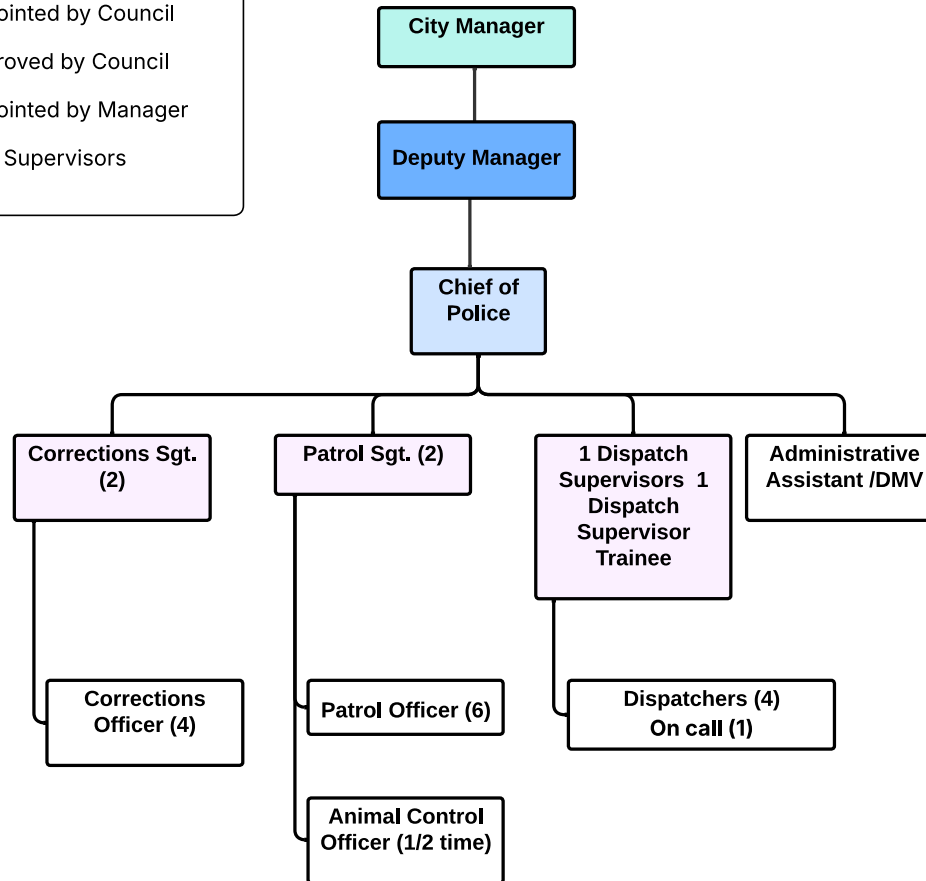 ointed by Council
roved by Council
ointed by Manager
Supervisors
City Manager
Deputy Manager
Chief of
Police
Corrections Sgt.
(2)
Patrol Sgt. (2)
1 Dispatch
Supervisors 1
Dispatch
Supervisor
Trainee
Administrative
Assistant /DMV
Corrections
Officer (4)
Patrol Officer (6)
Dispatchers (4)
On call (1)
Animal Control
Officer (1/2 time)